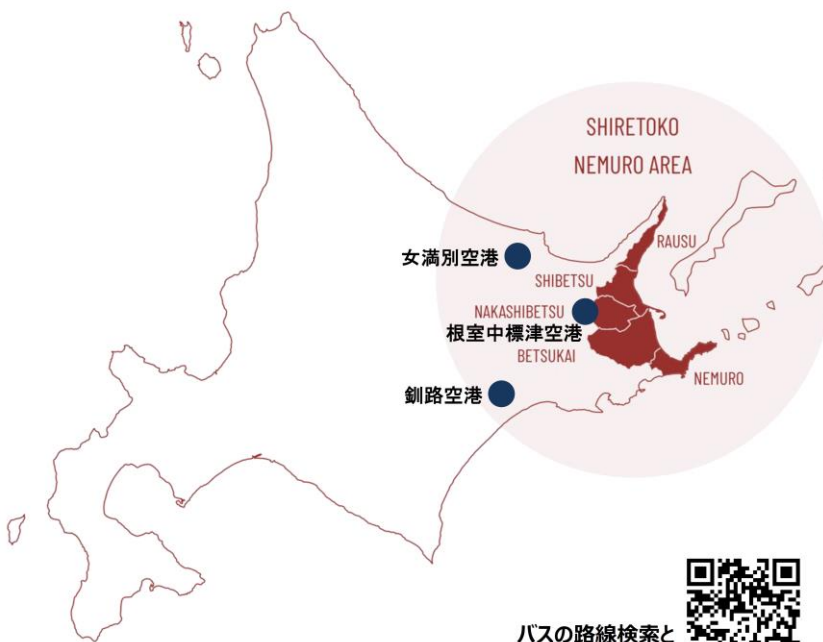 SHIRETOKO
NEMURO AREA
RAUSU
女満別空港
SHIBETSU
NAKASHIBETSU
根室中標津空港
BETSUKAI
NEMURO
釧路空港
バスの路線検索と